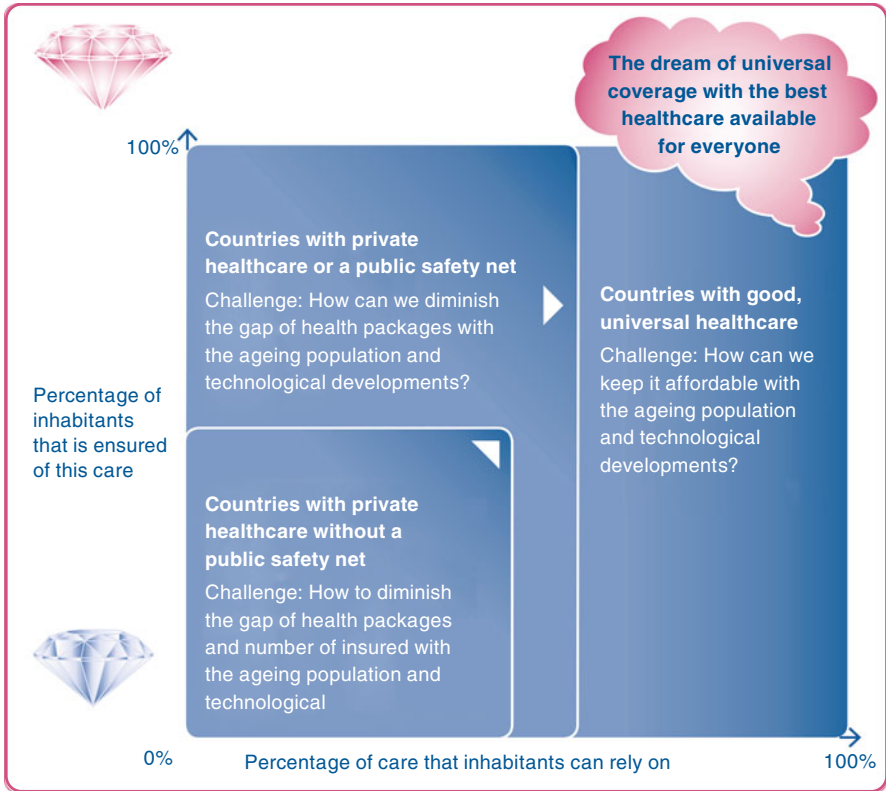 The dream of universal
coverage with the best
healthcare available
for everyone
100%
Countries with private
healthcare or a public safety net
Challenge: How can we diminish
the gap of health packages with
the ageing population and
technological developments?
Countries with good,
universal healthcare
Challenge: How can we
keep it affordable with
the ageing population
and technological
developments?
Percentage of
inhabitants
that is ensured
of this care
Countries with private
healthcare without a
public safety net
Challenge: How to diminish
the gap of health packages
and number of insured with
the ageing population and
technological
0%
Percentage of care that inhabitants can rely on
100%